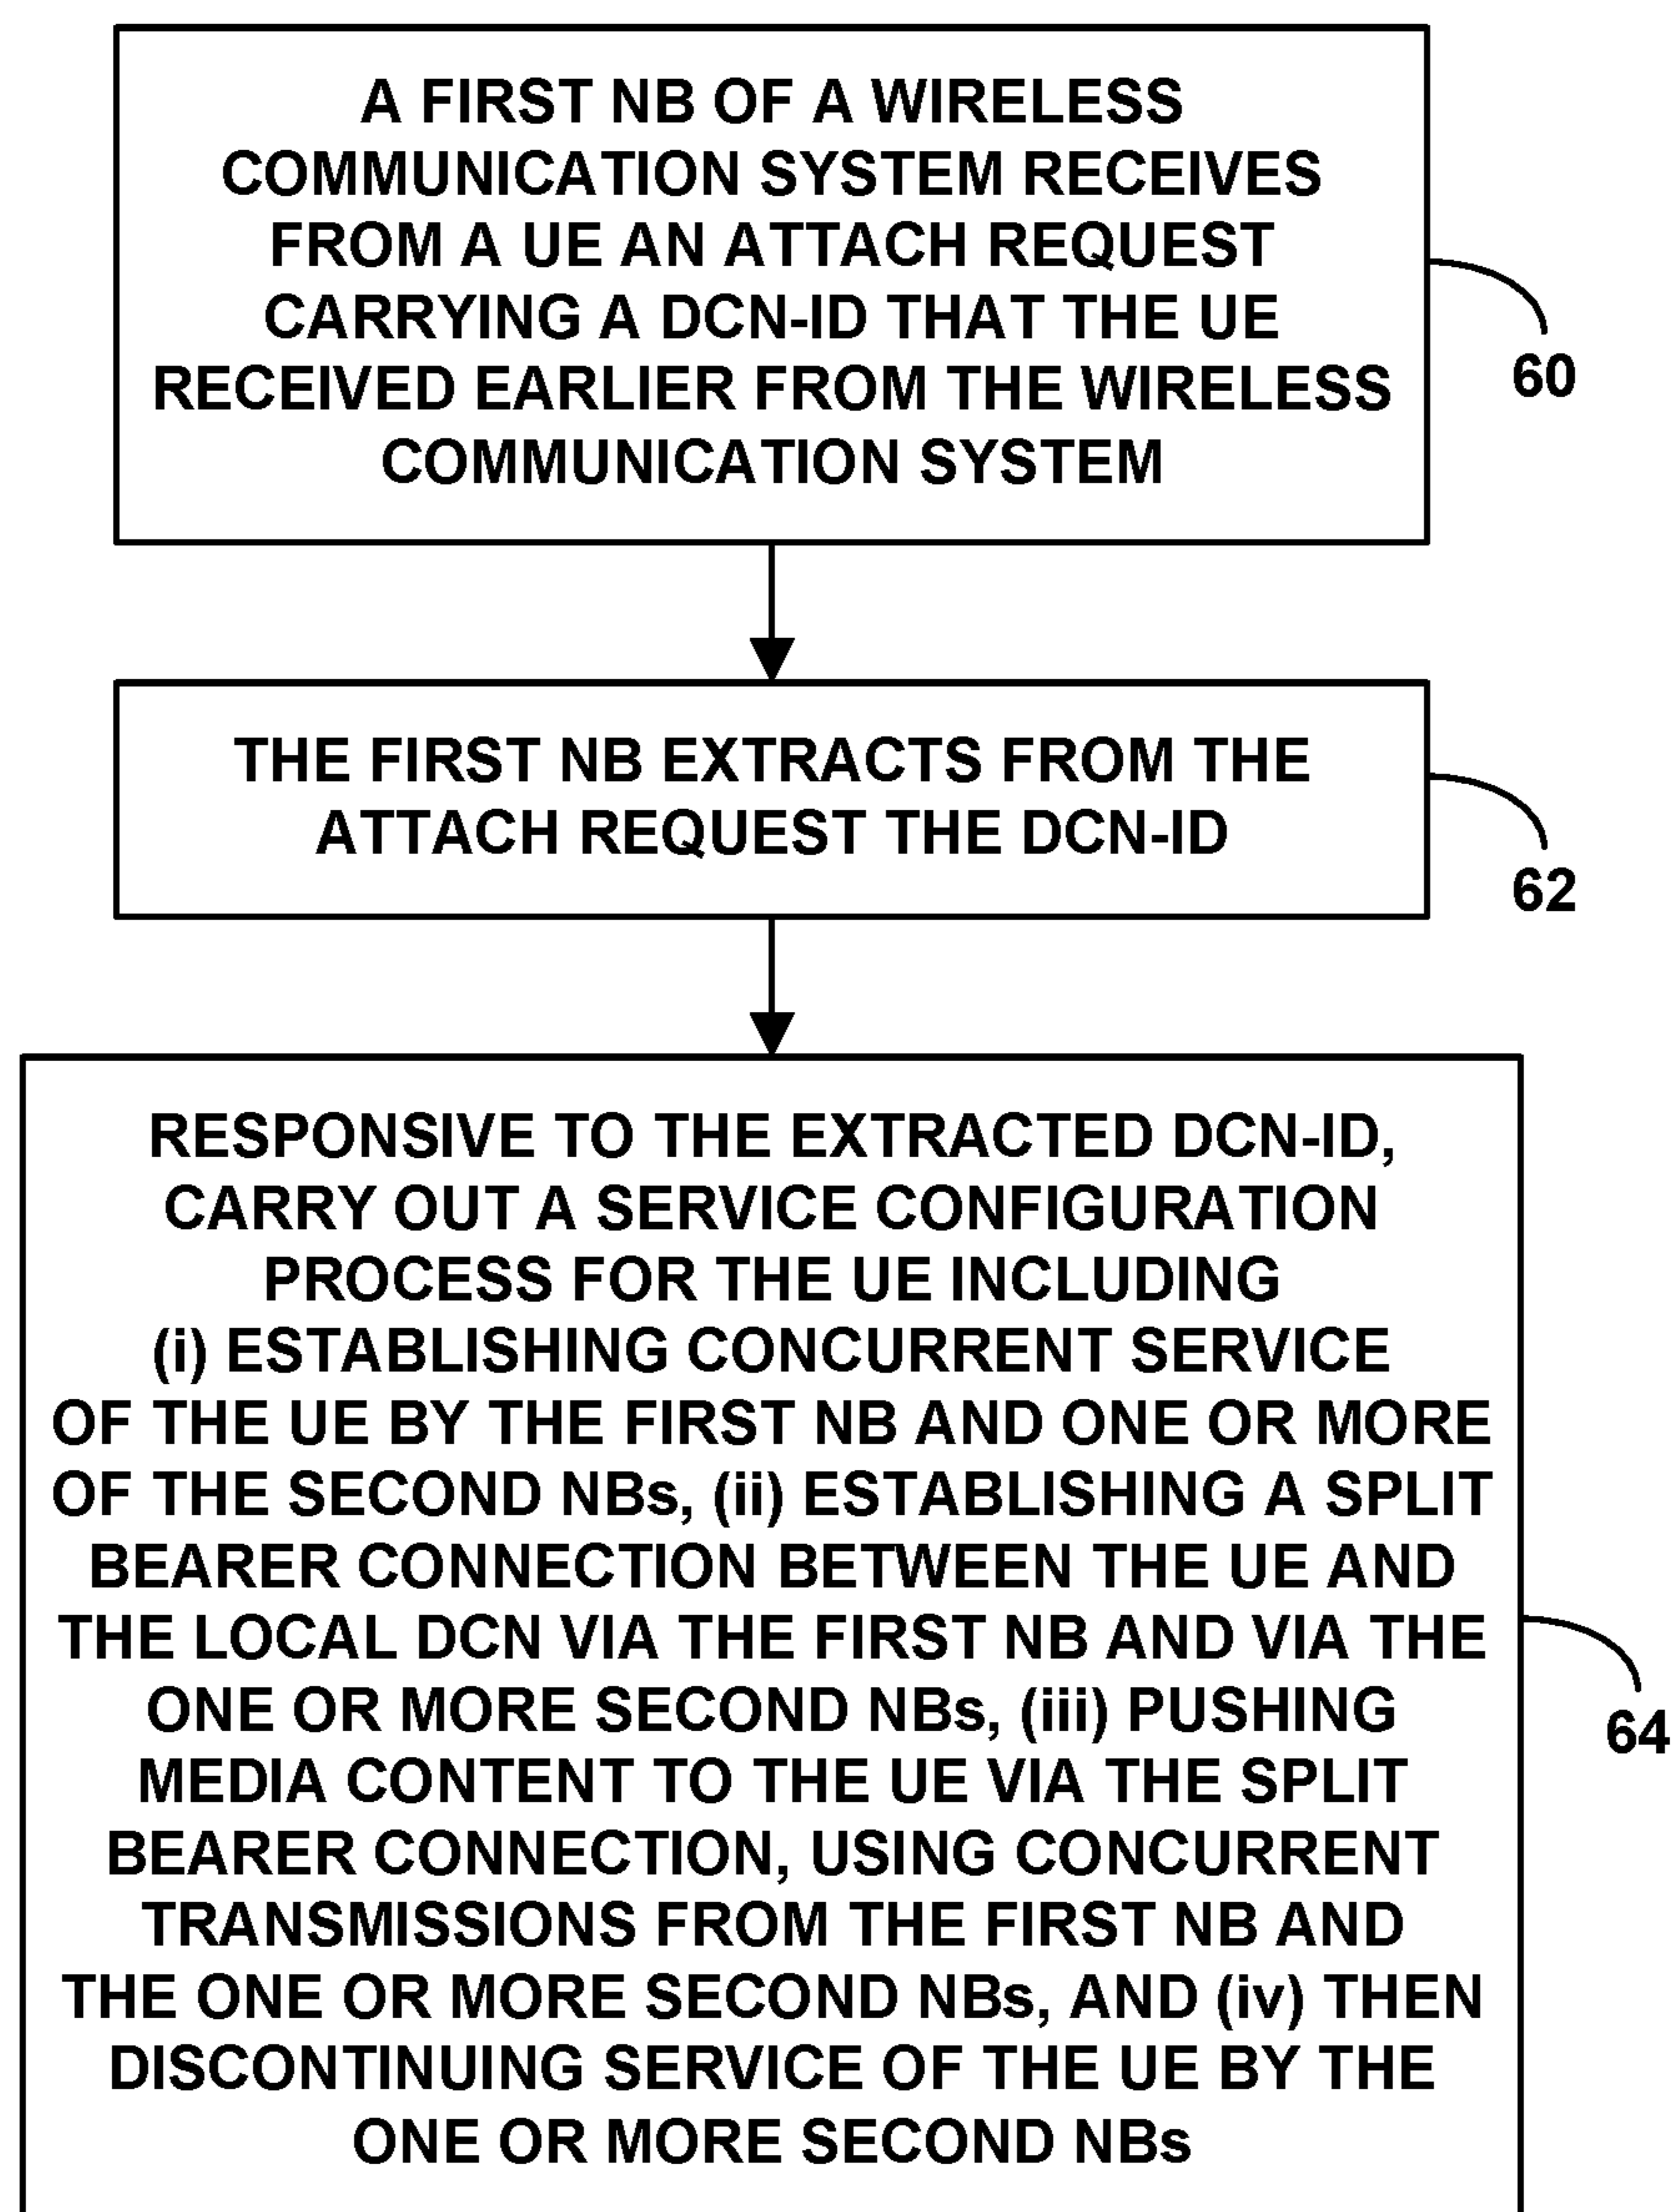 A FIRST NB OF A WIRELESS
COMMUNICATION SYSTEM RECEIVES
FROM A UE AN ATTACH REQUEST
CARRYING A DCN-ID THAT THE UE
RECEIVED EARLIER FROM THE WIRELESS
COMMUNICATION SYSTEM
60
THE FIRST NB EXTRACTS FROM THE
ATTACH REQUEST THE DCN-ID
62
RESPONSIVE TO THE EXTRACTED DCN-ID,
CARRY OUT A SERVICE CONFIGURATION
PROCESS FOR THE UE INCLUDING
(i) ESTABLISHING CONCURRENT SERVICE
OF THE UE BY THE FIRST NB AND ONE OR MORE
OF THE SECOND NBs, (ii) ESTABLISHING A SPLIT
BEARER CONNECTION BETWEEN THE UE AND
THE LOCAL DCN VIA THE FIRST NB AND VIA THE
ONE OR MORE SECOND NBs, (iii) PUSHING
MEDIA CONTENT TO THE UE VIA THE SPLIT
BEARER CONNECTION, USING CONCURRENT
TRANSMISSIONS FROM THE FIRST NB AND
THE ONE OR MORE SECOND NBs, AND (iv) THEN
DISCONTINUING SERVICE OF THE UE BY THE
ONE OR MORE SECOND NBs
64